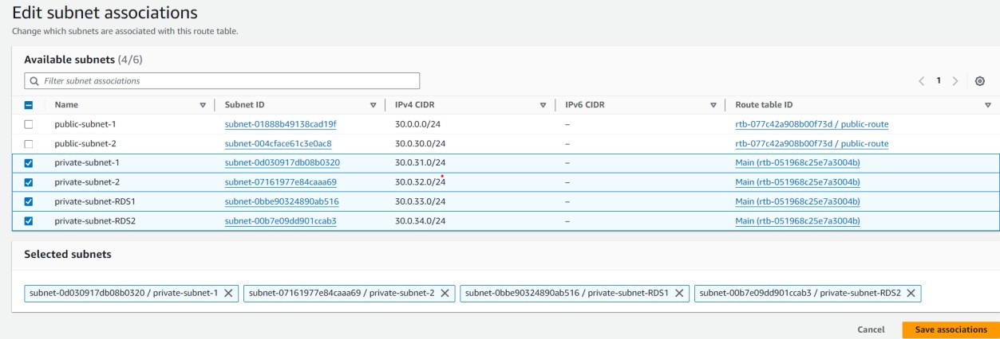 Edit subnet associations
Change which subnets are associated with this route table.
Available subnets (4/6)
Filter subnet associations
1
Name Subnet ID IPv4 CIDR IPv6 CIDR Route table ID
public-subnet-1 subnet-01888b49138cad19f 30.0.0.0/24 – rtb-077c42a908b00f73d / public-route
public-subnet-2 subnet-004cface61c3e0ac8 30.0.30.0/24 – rtb-077c42a908b00f73d / public-route
private-subnet-1 subnet-0d030917db08b0320 30.0.31.0/24 – Main (rtb-051968c25e7a3004b)
private-subnet-2 subnet-07161977e84caaa69 30.0.32.0/24 – Main (rtb-051968c25e7a3004b)
private-subnet-RDS1 subnet-0bbe90324890ab516 30.0.33.0/24 – Main (rtb-051968c25e7a3004b)
private-subnet-RDS2 subnet-00b7e09dd901ccab3 30.0.34.0/24 – Main (rtb-051968c25e7a3004b)
Selected subnets
subnet-0d030917db08b0320 / private-subnet-1 subnet-07161977e84caaa69 / private-subnet-2 subnet-0bbe90324890ab516 / private-subnet-RDS1 subnet-00b7e09dd901ccab3 / private-subnet-RDS2
Cancel Save associations